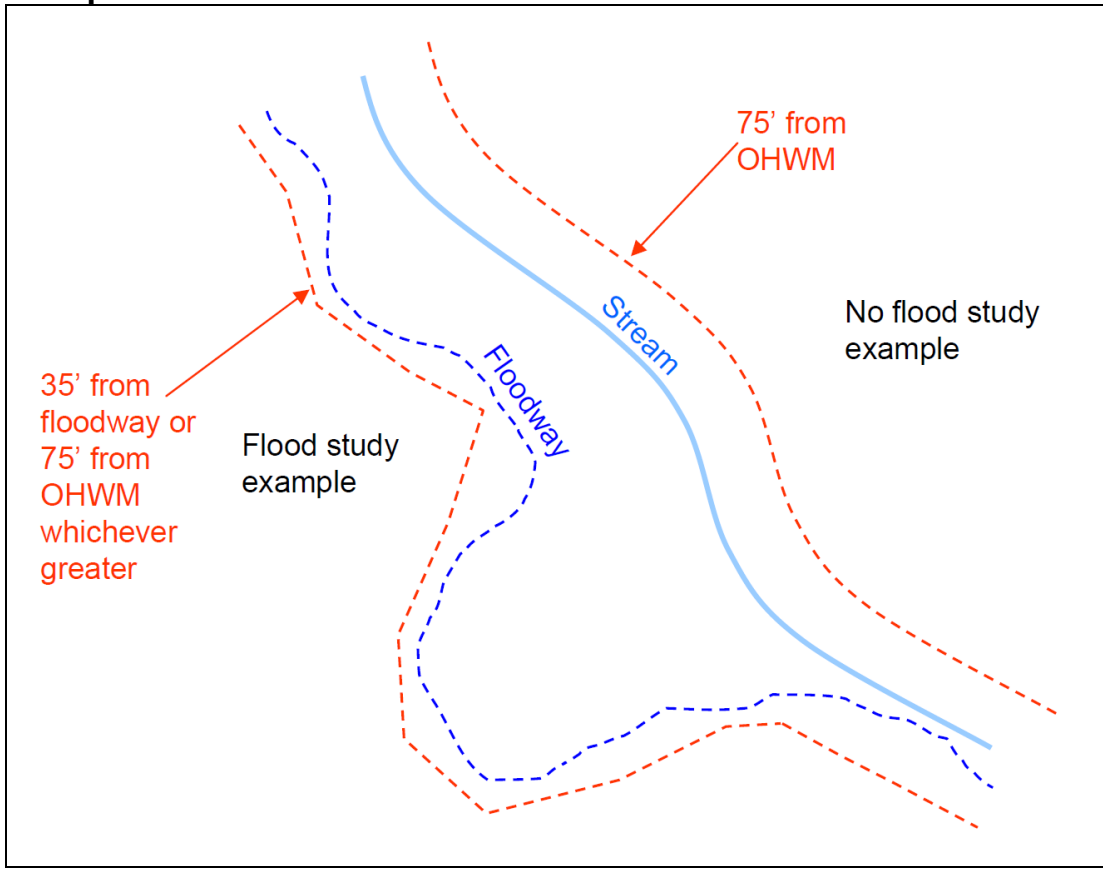 75’ from
OHWM
Stream
No flood study
example
Floodway
35’ from
floodway or
75’ from
OHWM
whichever
greater
Flood study
example